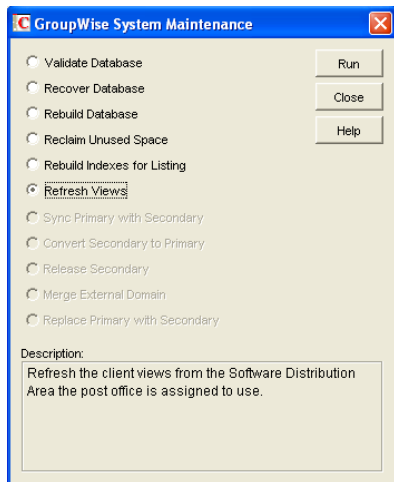 GroupWise System Maintenance
Validate Database
Run
Recover Database
Close
Rebuild Database
Reclaim Unused Space
Help
Rebuild Indexes for Listing
Refresh Views
Sync Primary with Secondary
Convert Secondary to Primary
Release Secondary
Merge External Domain
Replace Primary with Secondary
Description:
Refresh the client views from the Software Distribution
Area the post office is assigned to use.